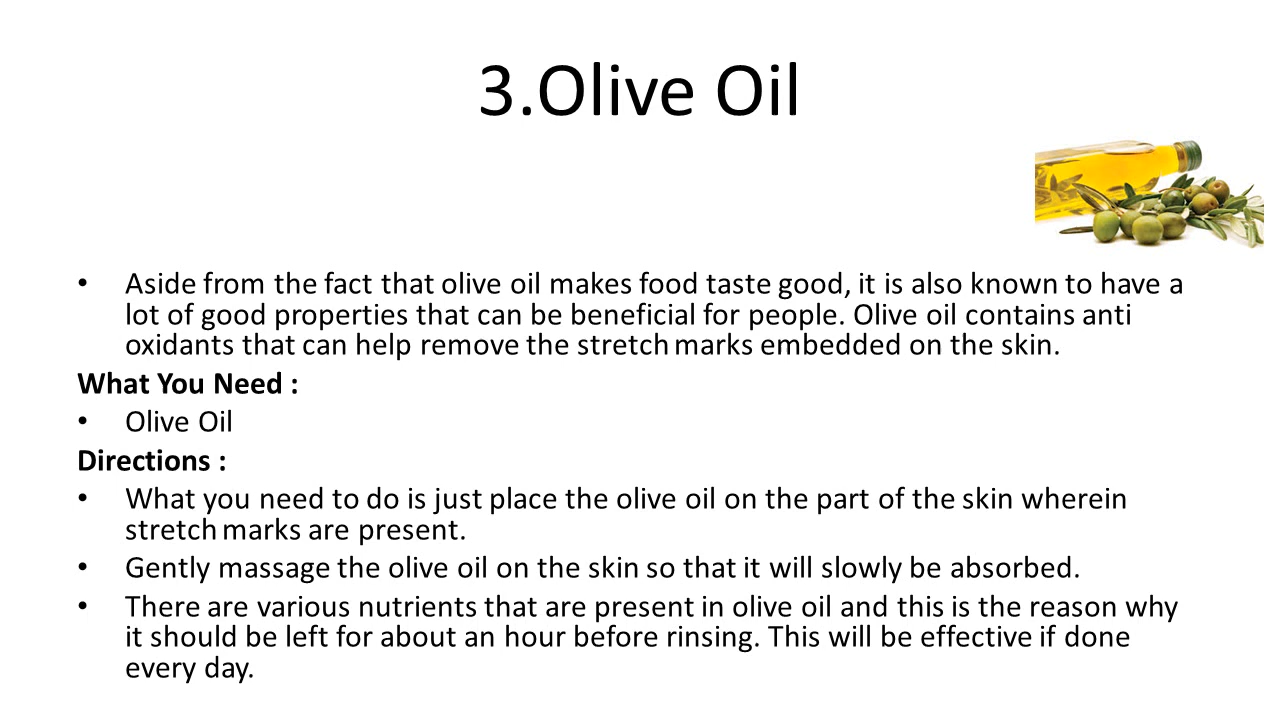 3.Olive Oil
• Aside from the fact that olive oil makes food taste good, it is also known to have a
lot of good properties that can be beneficial for people. Olive oil contains anti
oxidants that can help remove the stretch marks embedded on the skin.
What You Need :
• Olive Oil
Directions :
• What you need to do is just place the olive oil on the part of the skin wherein
stretch marks are present.
• Gently massage the olive oil on the skin so that it will slowly be absorbed.
• There are various nutrients that are present in olive oil and this is the reason why
it should be left for about an hour before rinsing. This will be effective if done
every day.